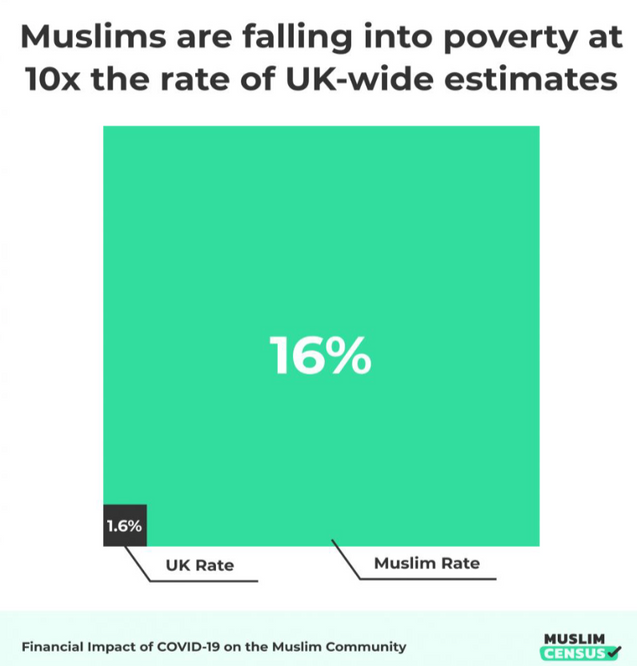 Muslims are falling into poverty at
10x the rate of UK-wide estimates
16%
1.6%
UK Rate
Muslim Rate
Financial Impact of COVID-19 on the Muslim Community
MUSLIM
CENSUS